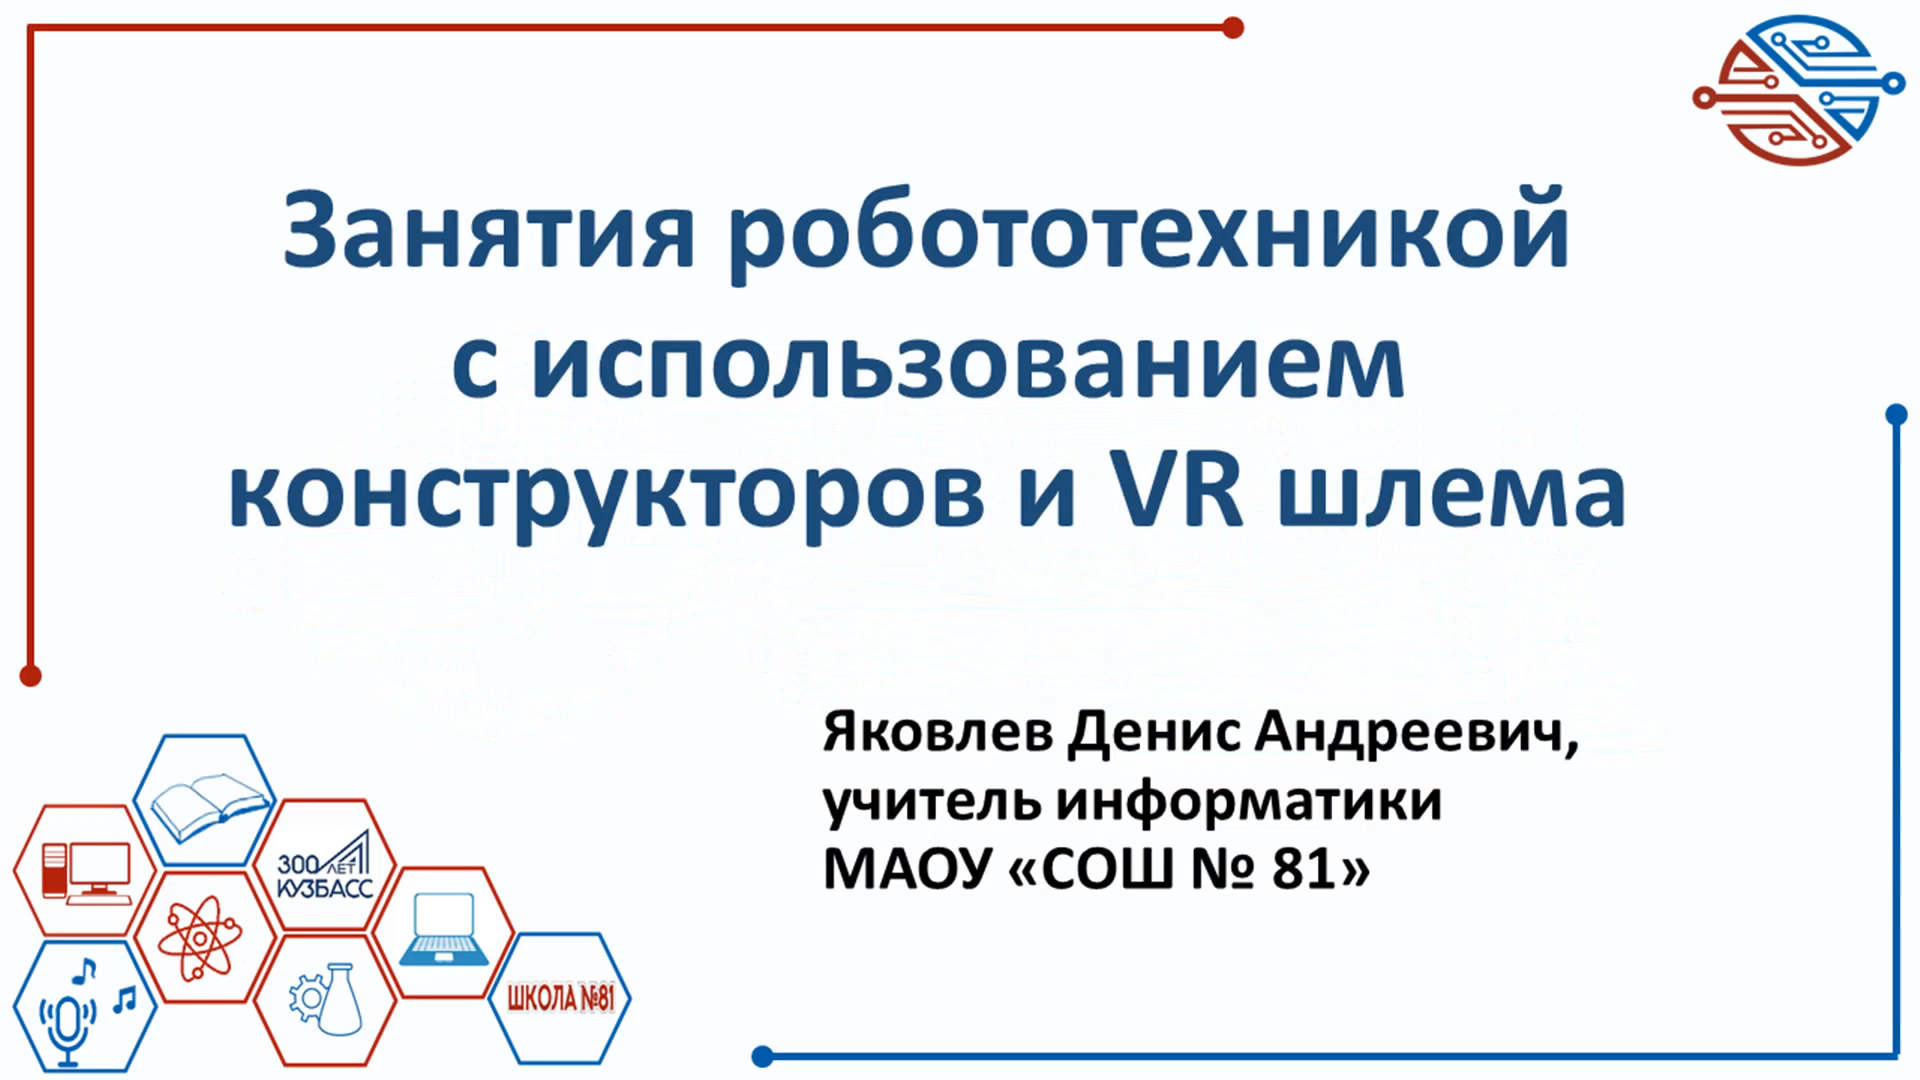 Занятия робототехникой
с использованием
конструкторов и VR шлема
Яковлев Денис Андреевич,
учитель информатики
МАОУ «СОШ № 81»
300 ЛЕТ
КУЗБАСС
ШКОЛА №81